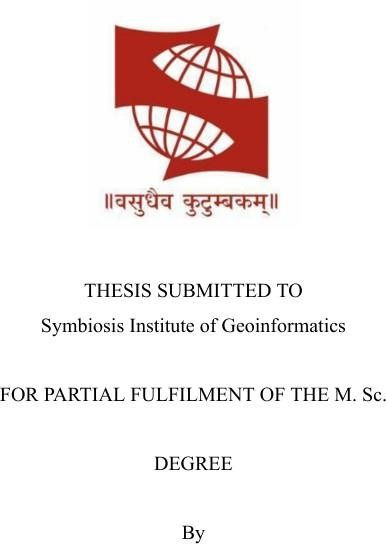 ॥वसुधैव कुटुम्बकम्॥
THESIS SUBMITTED TO
Symbiosis Institute of Geoinformatics
FOR PARTIAL FULFILMENT OF THE M. Sc.
DEGREE
By